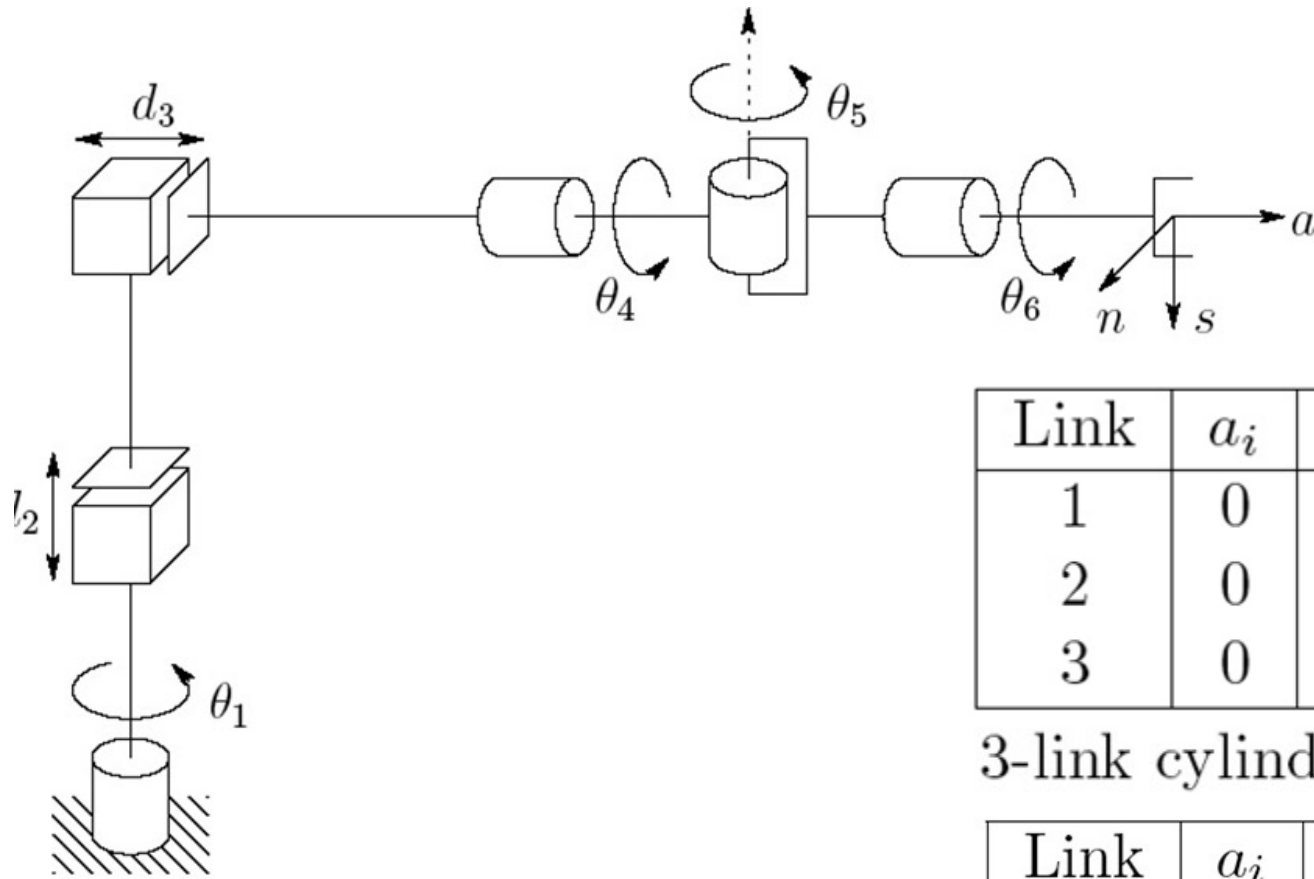 d₃
θ₅
a
θ₄
θ₆
n
s
θ₁
Link aᵢ
1 0
2 0
3 0
3-link cylind
Link aᵢ